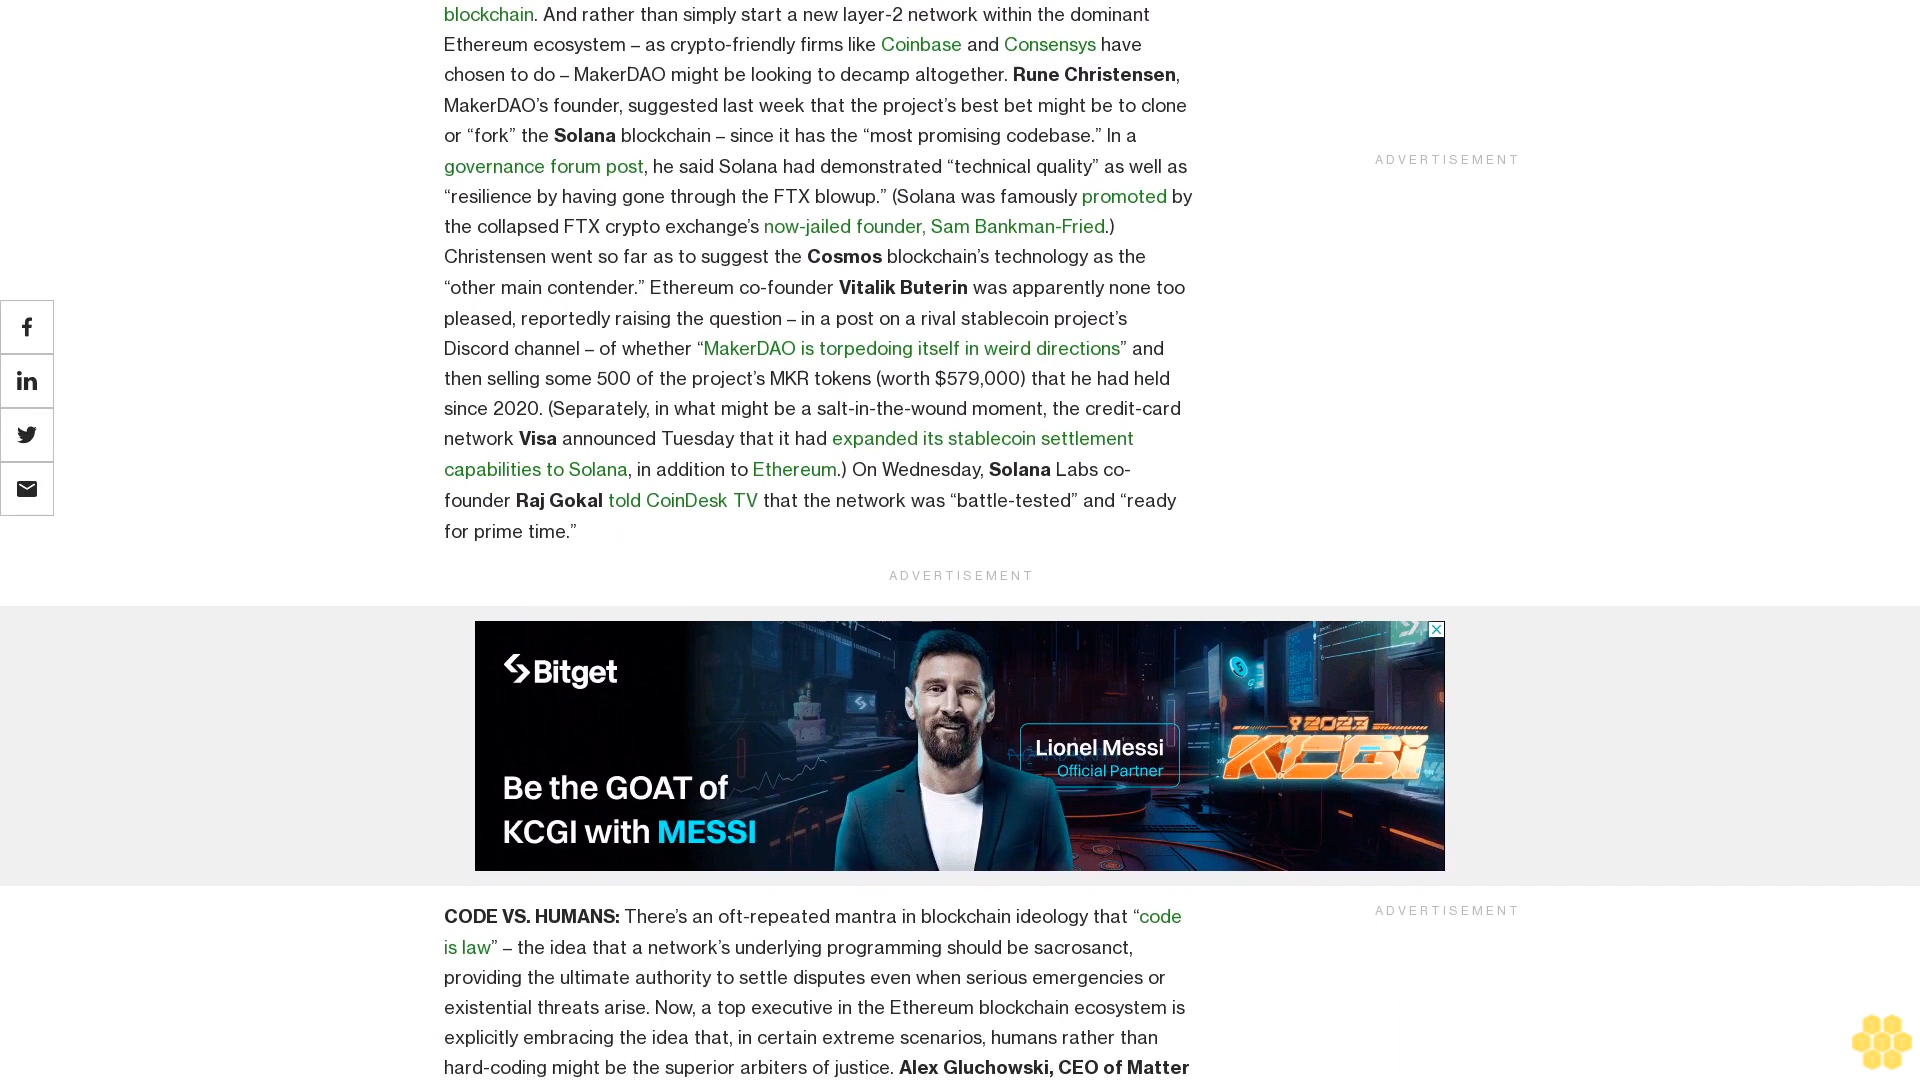 blockchain. And rather than simply start a new layer-2 network within the dominant
Ethereum ecosystem – as crypto-friendly firms like Coinbase and Consensys have
chosen to do – MakerDAO might be looking to decamp altogether. Rune Christensen,
MakerDAO’s founder, suggested last week that the project’s best bet might be to clone
or “fork” the Solana blockchain – since it has the “most promising codebase.” In a
governance forum post, he said Solana had demonstrated “technical quality” as well as
“resilience by having gone through the FTX blowup.” (Solana was famously promoted by
the collapsed FTX crypto exchange’s now-jailed founder, Sam Bankman-Fried.)
Christensen went so far as to suggest the Cosmos blockchain’s technology as the
“other main contender.” Ethereum co-founder Vitalik Buterin was apparently none too
pleased, reportedly raising the question – in a post on a rival stablecoin project’s
Discord channel – of whether “MakerDAO is torpedoing itself in weird directions” and
then selling some 500 of the project’s MKR tokens (worth $579,000) that he had held
since 2020. (Separately, in what might be a salt-in-the-wound moment, the credit-card
network Visa announced Tuesday that it had expanded its stablecoin settlement
capabilities to Solana, in addition to Ethereum.) On Wednesday, Solana Labs co-
founder Raj Gokal told CoinDesk TV that the network was “battle-tested” and “ready
for prime time.”
ADVERTISEMENT
ADVERTISEMENT
Bitget
Be the GOAT of
KCGI with MESSI
Lionel Messi
Official Partner
2023
KCGI
CODE VS. HUMANS: There’s an oft-repeated mantra in blockchain ideology that “code
is law” – the idea that a network’s underlying programming should be sacrosanct,
providing the ultimate authority to settle disputes even when serious emergencies or
existential threats arise. Now, a top executive in the Ethereum blockchain ecosystem is
explicitly embracing the idea that, in certain extreme scenarios, humans rather than
hard-coding might be the superior arbiters of justice. Alex Gluchowski, CEO of Matter
ADVERTISEMENT